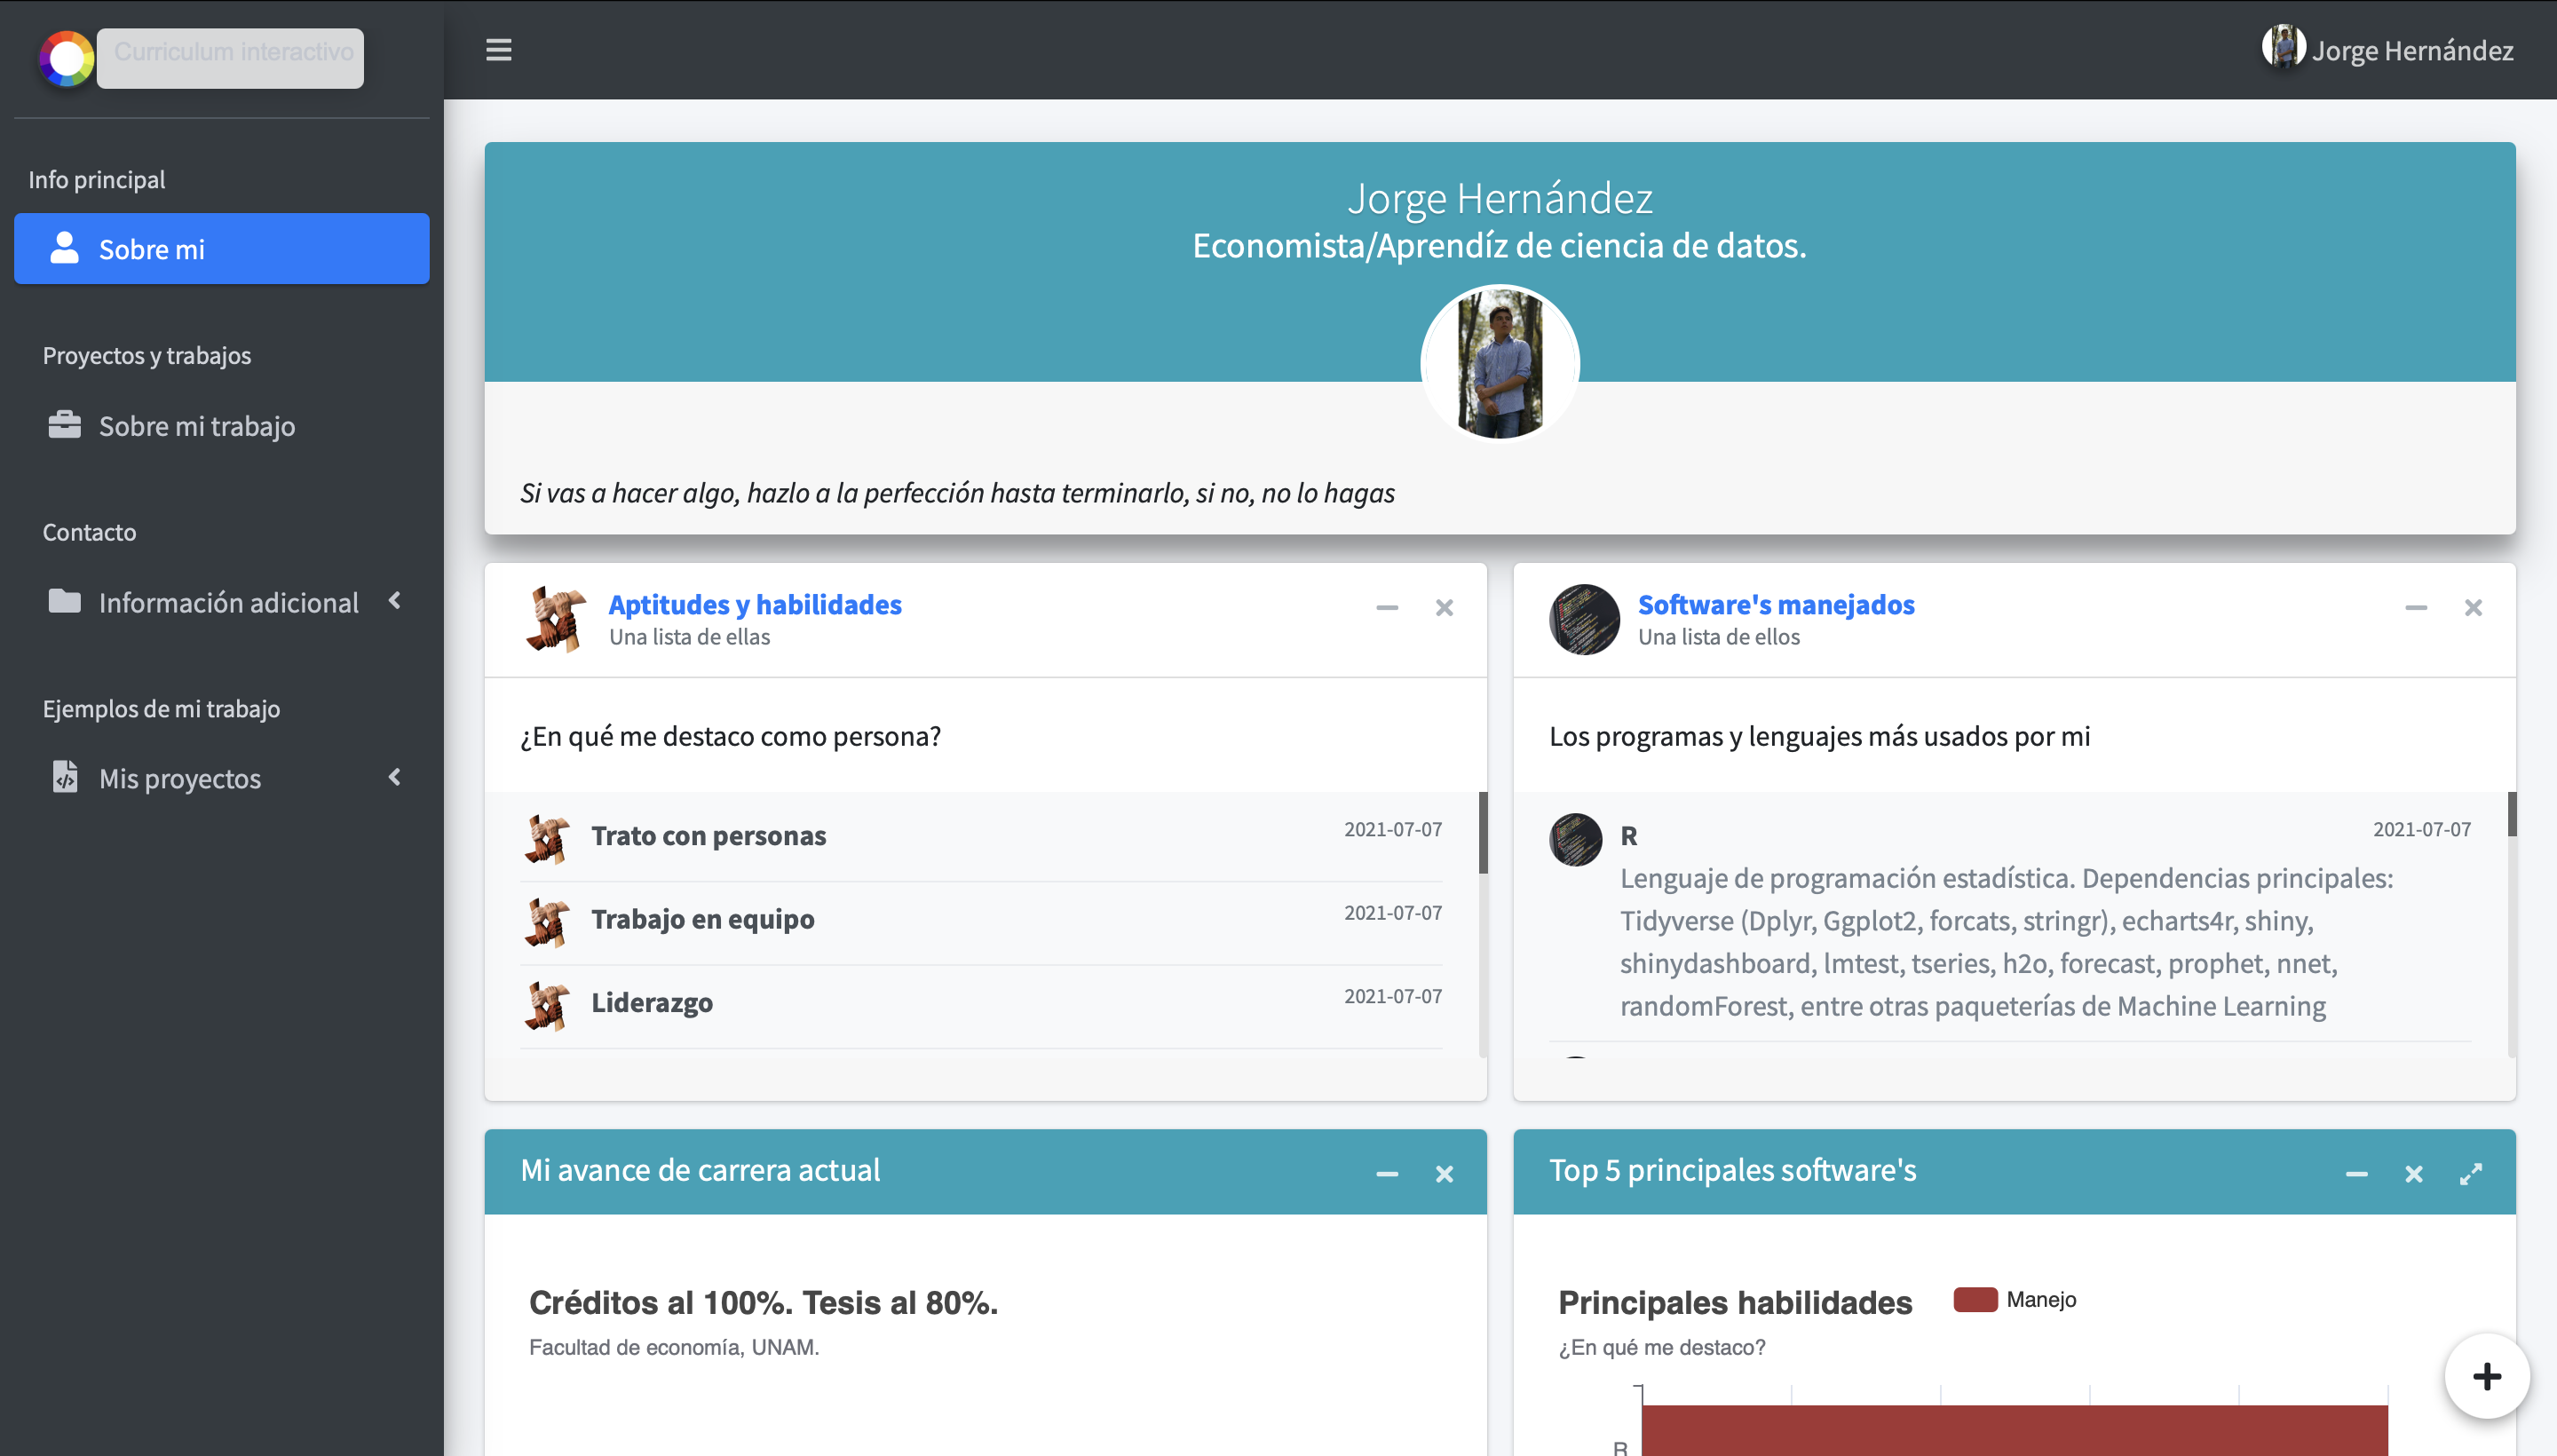 Curriculum interactivo
Jorge Hernández
Info principal
Sobre mi
Proyectos y trabajos
Sobre mi trabajo
Contacto
Información adicional
Ejemplos de mi trabajo
Mis proyectos
Jorge Hernández
Economista/Aprendíz de ciencia de datos.
Si vas a hacer algo, hazlo a la perfección hasta terminarlo, si no, no lo hagas
Aptitudes y habilidades
Una lista de ellas
¿En qué me destaco como persona?
Trato con personas 2021-07-07
Trabajo en equipo 2021-07-07
Liderazgo 2021-07-07
Software's manejados
Una lista de ellos
Los programas y lenguajes más usados por mi
R 2021-07-07
Lenguaje de programación estadística. Dependencias principales:
Tidyverse (Dplyr, Ggplot2, forcats, stringr), echarts4r, shiny,
shinydashboard, lmtest, tseries, h2o, forecast, prophet, nnet,
randomForest, entre otras paqueterías de Machine Learning
Mi avance de carrera actual
Créditos al 100%. Tesis al 80%.
Facultad de economía, UNAM.
Top 5 principales software's
Principales habilidades
Manejo
¿En qué me destaco?
R